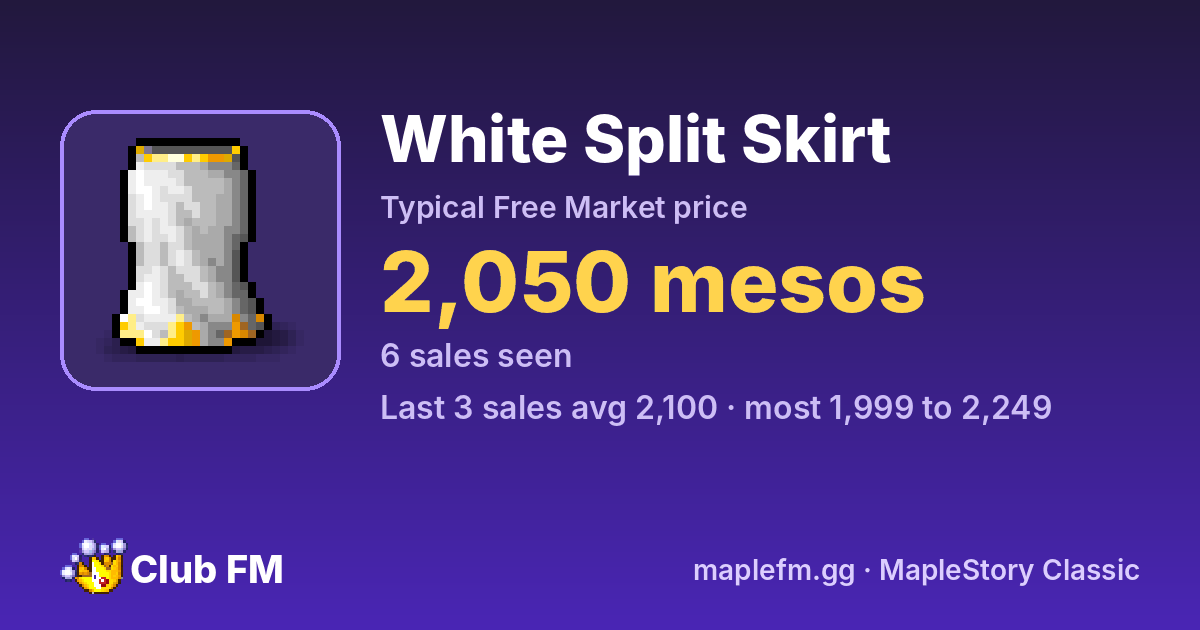 White Split Skirt
Typical Free Market price
2,050 mesos
6 sales seen
Last 3 sales avg 2,100 · most 1,999 to 2,249
Club FM
maplefm.gg · MapleStory Classic